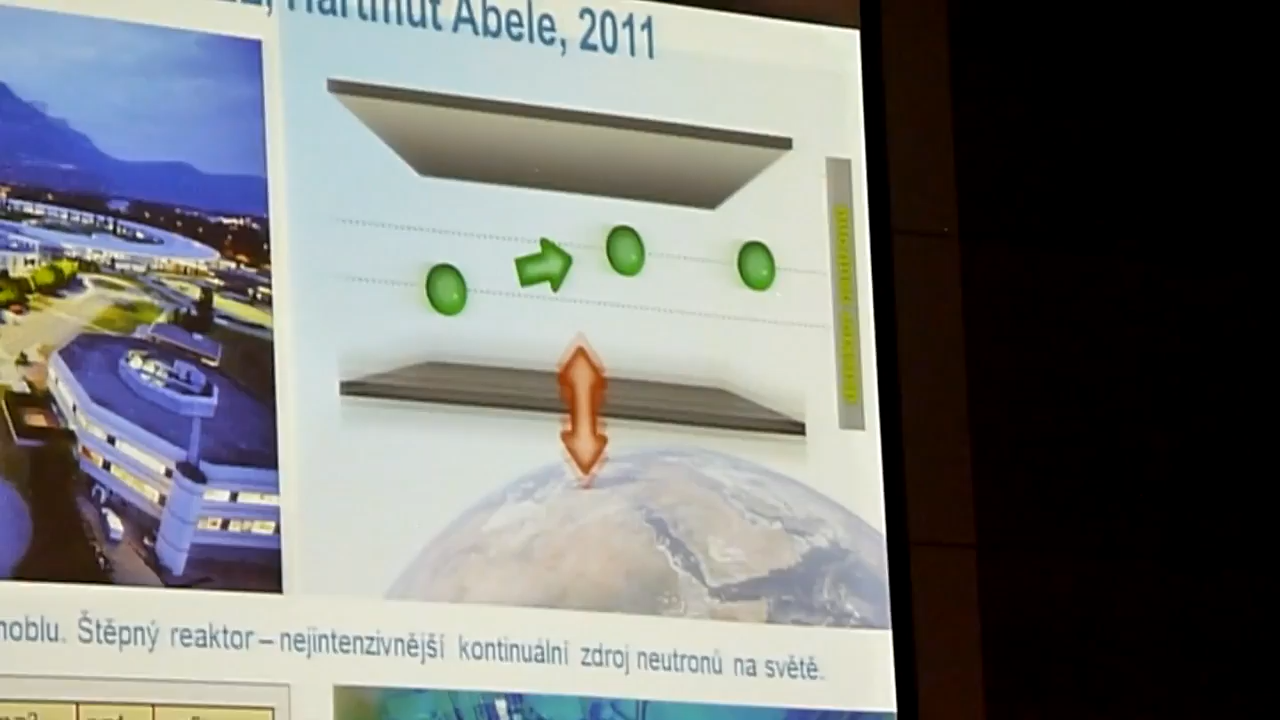 Hartmut Abele, 2011
noblu. Štěpný reaktor – nejintenzivnější kontinuální zdroj neutronů na světě.